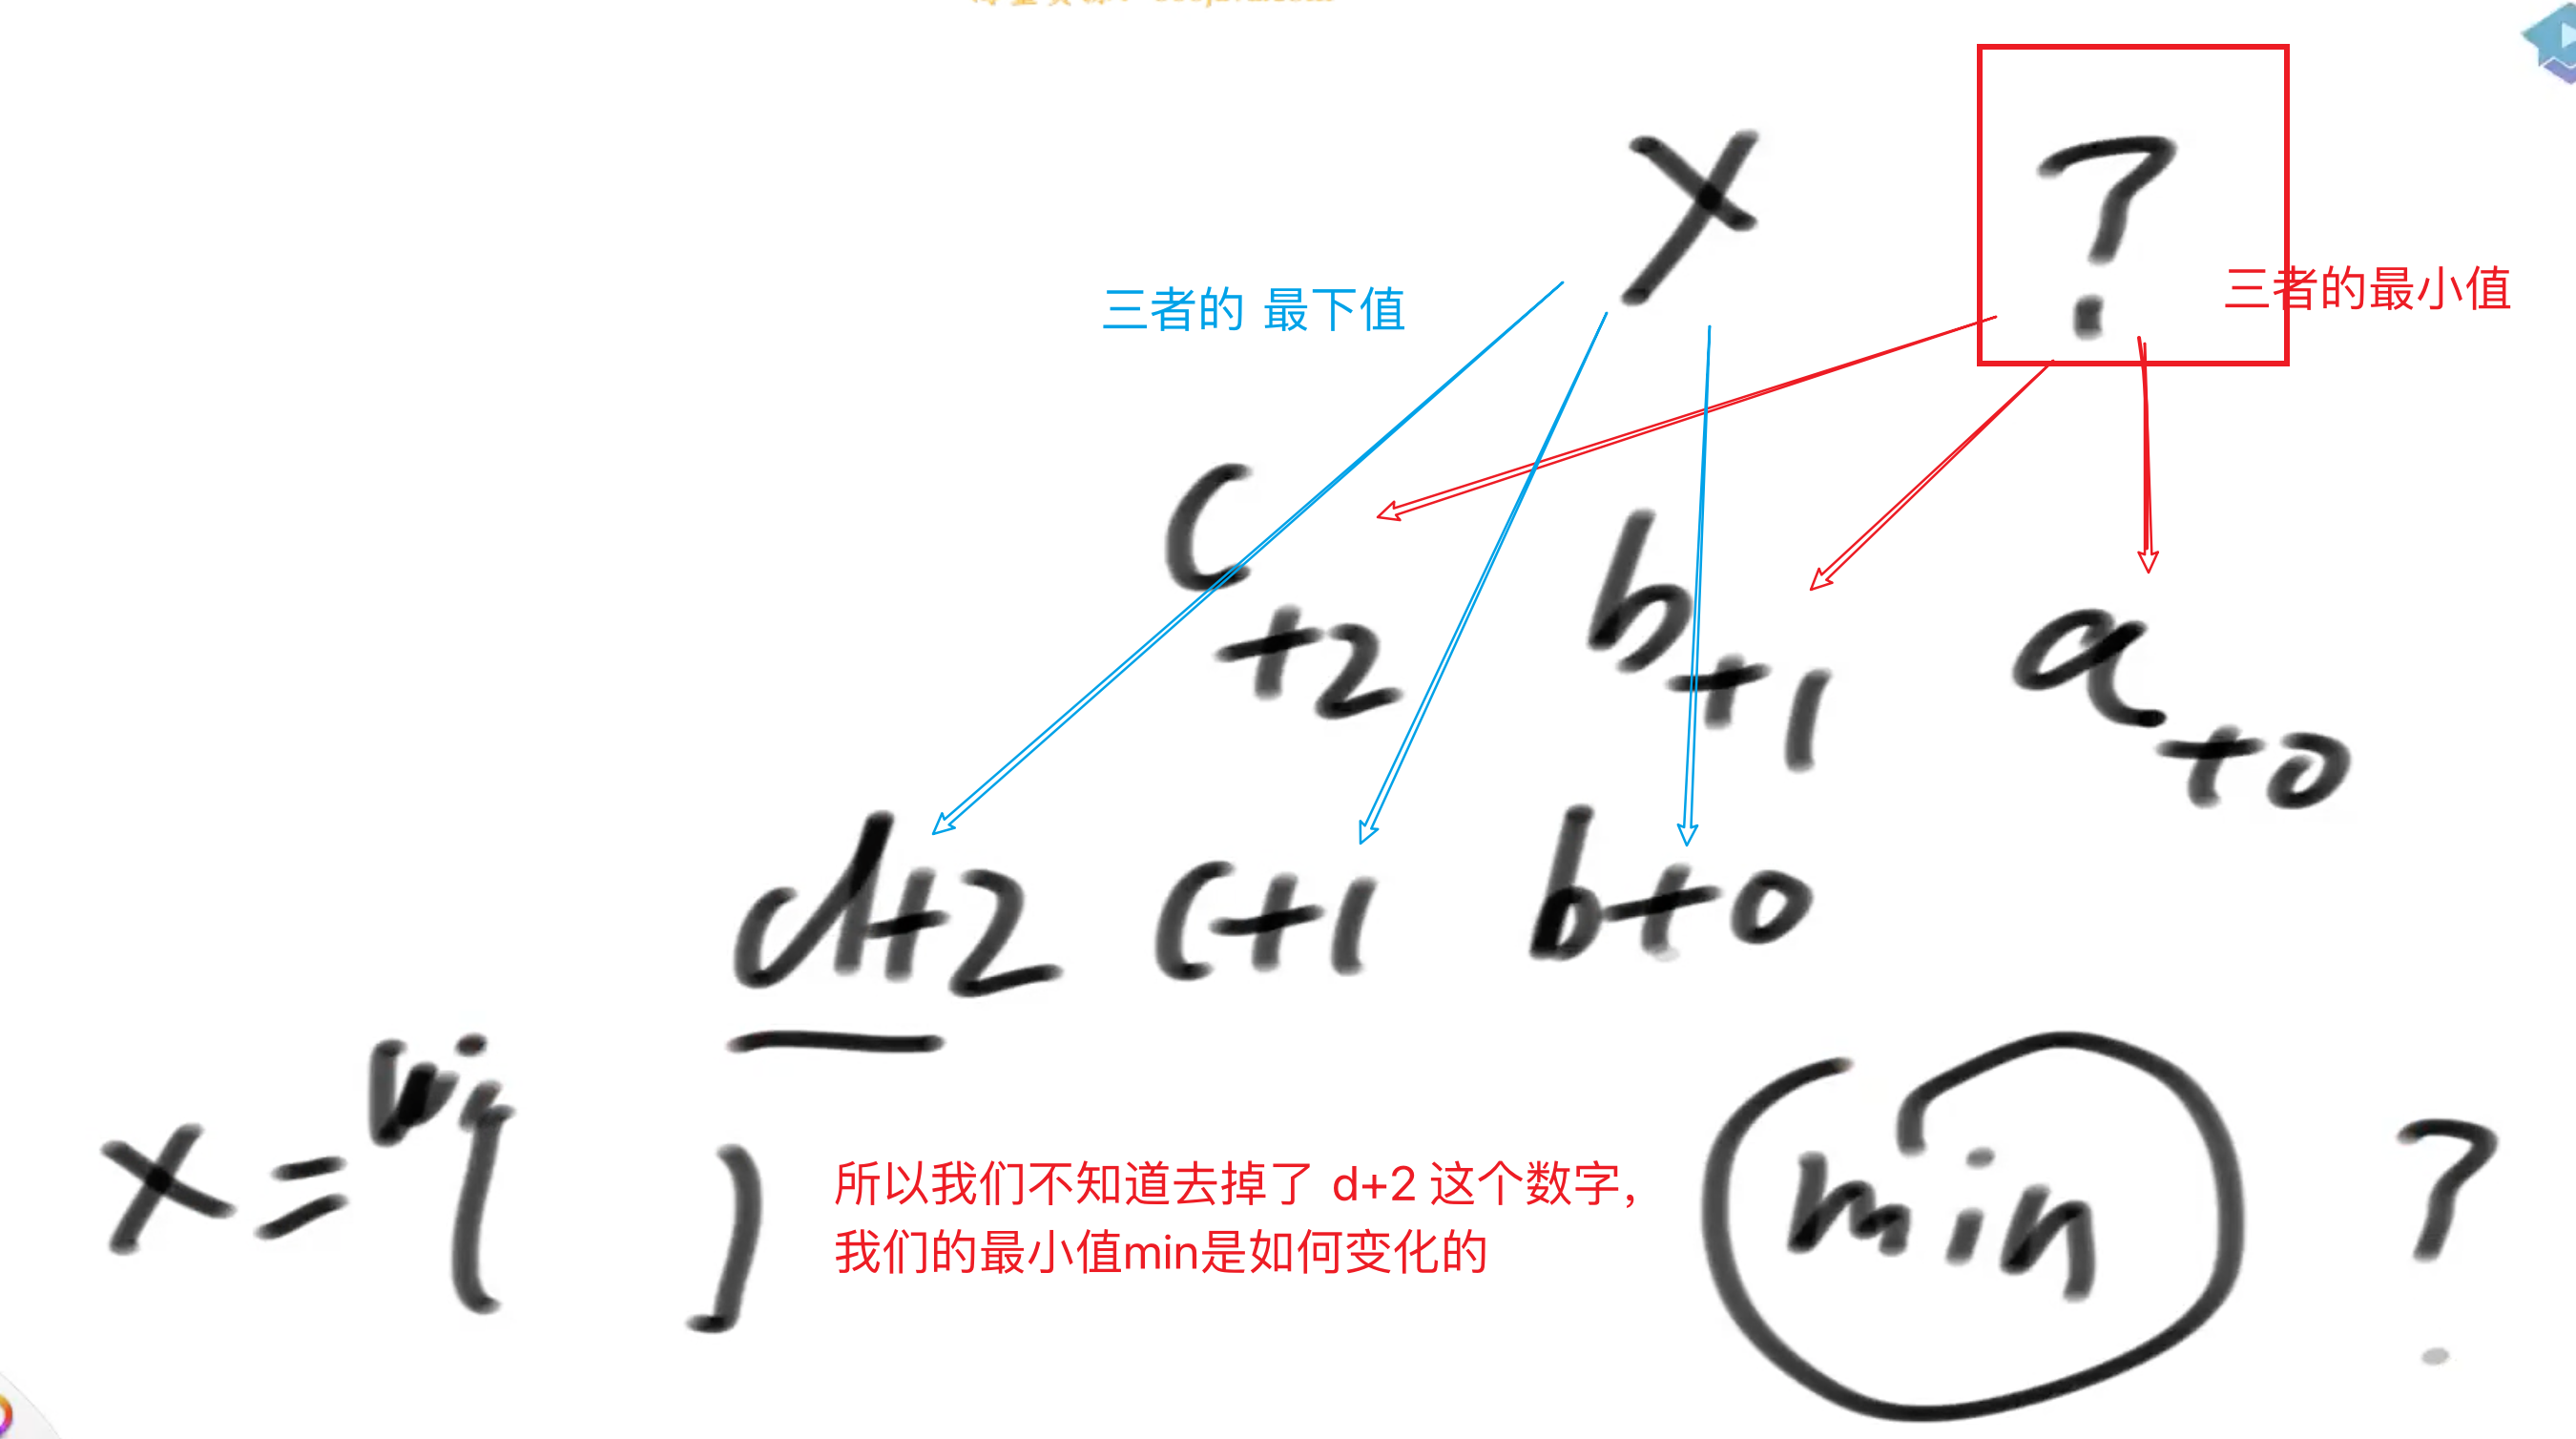 X ?
三者的 最下值
三者的最小值
c+2 b+1 a+0
d+2 c+1 b+0
x = wi[ ]
所以我们不知道去掉了 d+2 这个数字,
我们的最小值min是如何变化的
min ?